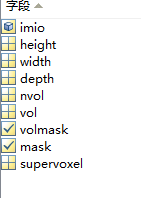 字段
imio
height
width
depth
nvol
vol
volmask
mask
supervoxel